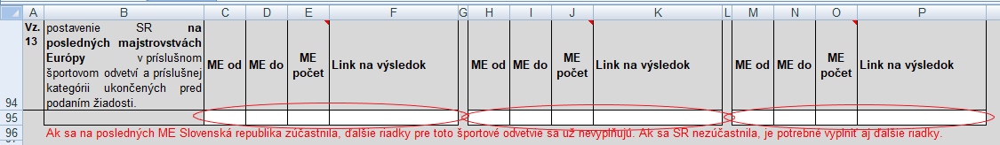 A B C D E F G H I J K L M N O P
Vz. 13
postavenie SR na
posledných majstrovstvách
Európy v príslušnom
športovom odvetví a príslušnej
kategórii ukončených pred
podaním žiadosti.
ME od ME do ME počet Link na výsledok
ME od ME do ME počet Link na výsledok
ME od ME do ME počet Link na výsledok
94
95
96 Ak sa na posledných ME Slovenská republika zúčastnila, ďalšie riadky pre toto športové odvetvie sa už nevyplňujú. Ak sa SR nezúčastnila, je potrebné vyplniť aj ďalšie riadky.